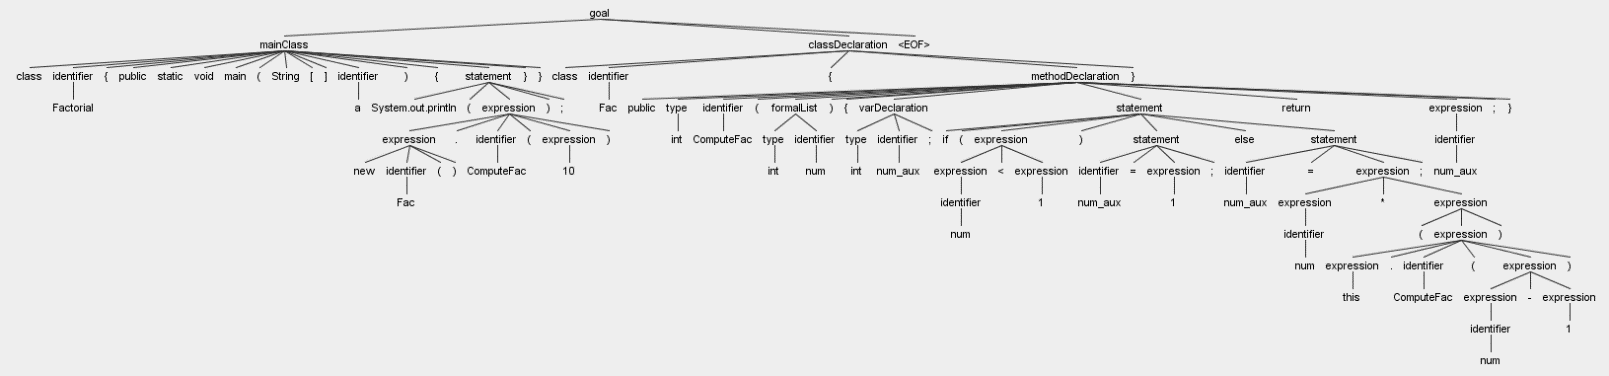 goal
mainClass classDeclaration <EOF>
class identifier { public static void main ( String [ ] identifier ) { statement } } class identifier { methodDeclaration }
Factorial a System.out.println ( expression ) ; Fac public type identifier ( formalList ) { varDeclaration statement return expression ; }
expression . identifier ( expression ) int ComputeFac type identifier type identifier ; if ( expression ) statement else statement identifier
new identifier ( ) ComputeFac 10 int num int num_aux expression < expression identifier = expression ; identifier = expression ; num_aux
Fac identifier 1 num_aux 1 num_aux expression * expression
num identifier ( expression )
num expression . identifier ( expression )
this ComputeFac expression - expression
identifier 1
num